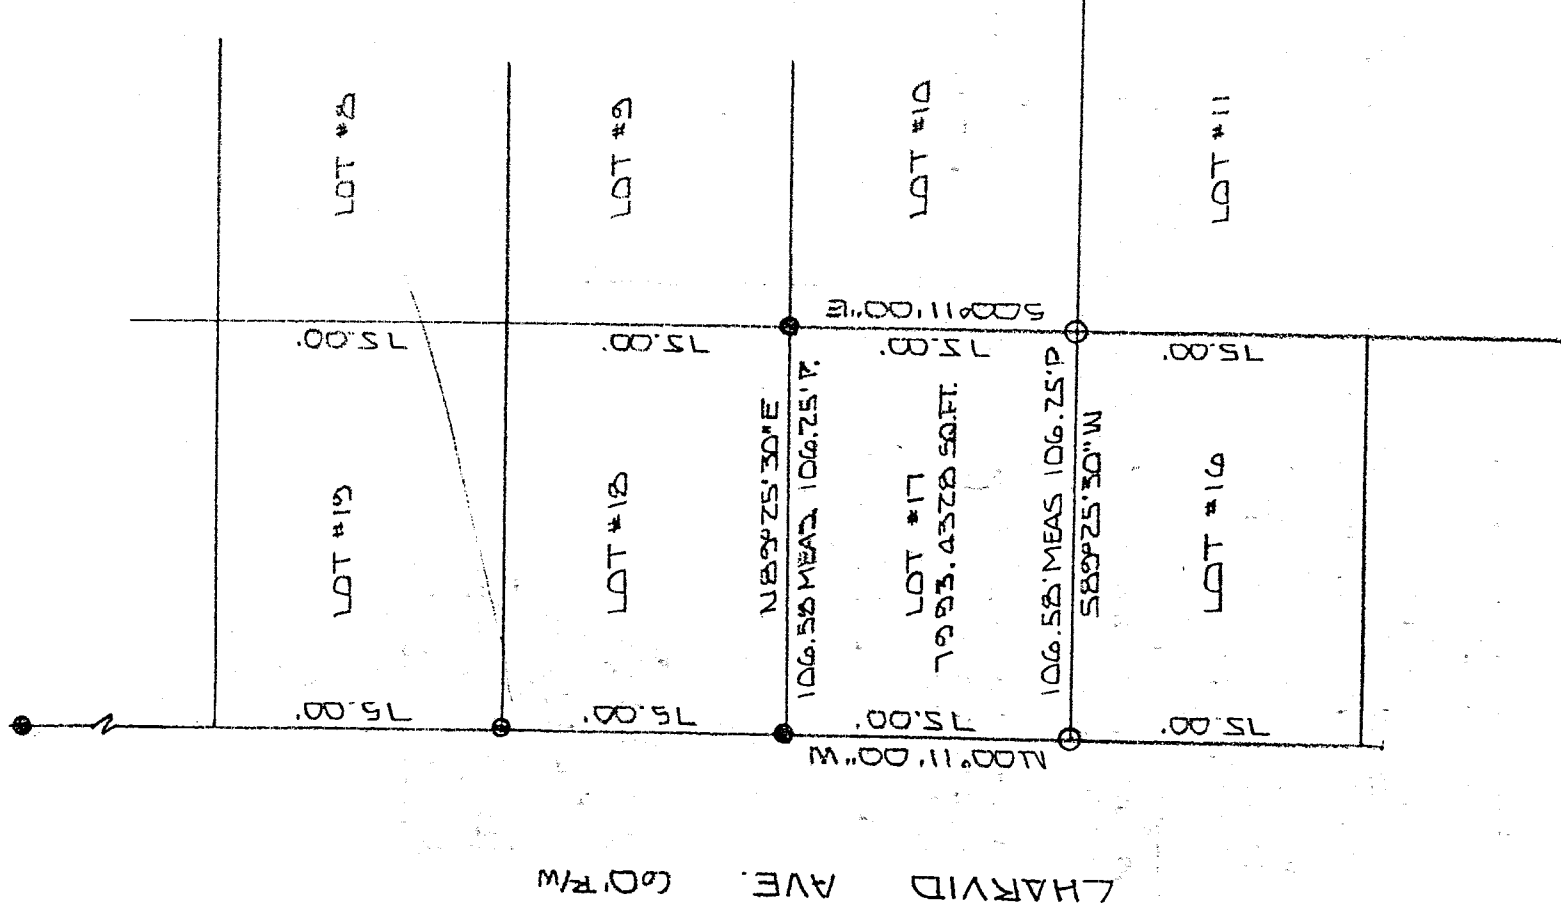 LOT #8
LOT #9
LOT #10
LOT #11
S00°11'00"E
75.00'
75.00'
75.00'
75.00'
LOT #19
LOT #18
N89°25'30"E
106.58 MEAS 106.25'P.
LOT #17
7993.4328 SQ.FT.
106.58'MEAS 106.25'P
S89°25'30"W
LOT #16
75.00'
75.00'
75.00'
75.00'
N00°11'00"W
CHARVID AVE. 60'R/W